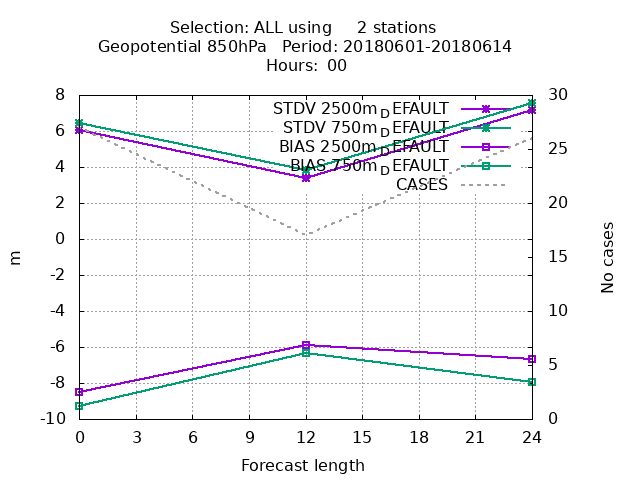 Selection: ALL using 2 stations
Geopotential 850hPa Period: 20180601-20180614
Hours: 00
8
6
4
2
0
-2
-4
-6
-8
-10
m
STDV 2500m_DEFAULT
STDV 750m_DEFAULT
BIAS 2500m_DEFAULT
BIAS 750m_DEFAULT
CASES
30
25
20
15
10
5
0
No cases
0 3 6 9 12 15 18 21 24
Forecast length